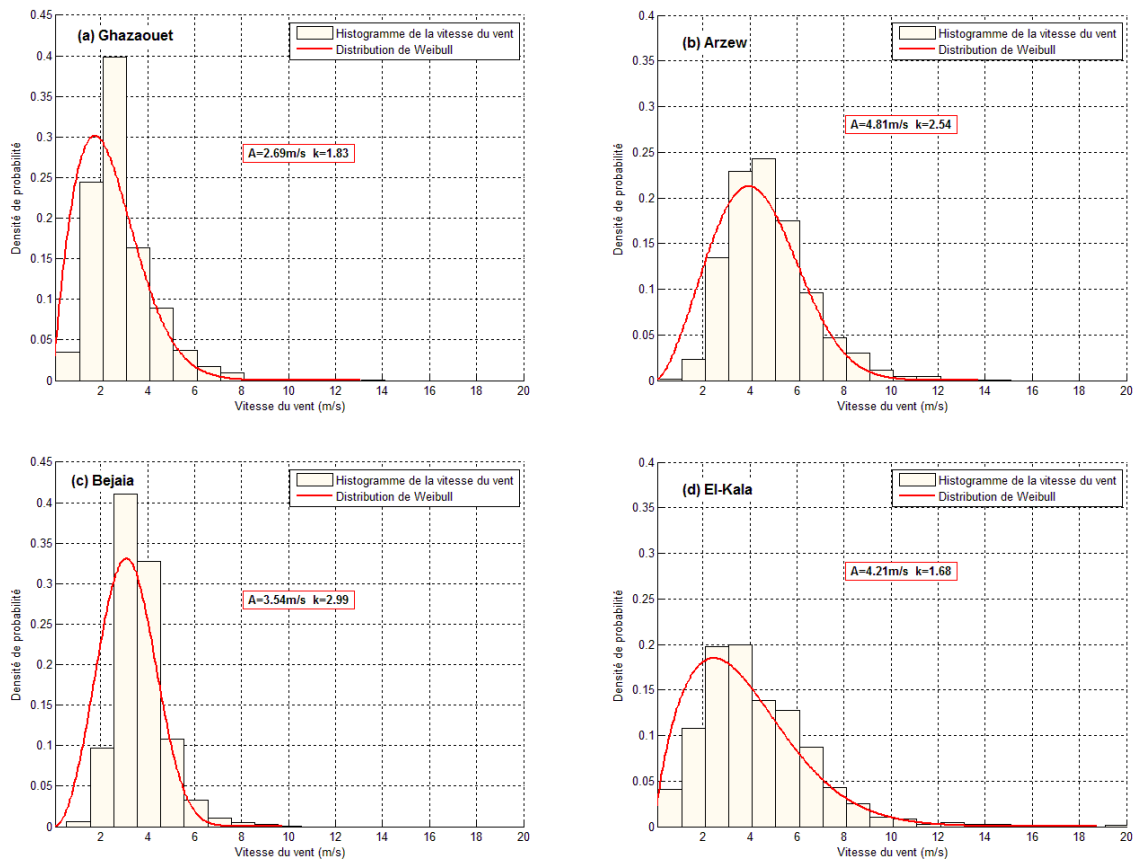 (a) Ghazaouet
Histogramme de la vitesse du vent
Distribution de Weibull
A=2.69m/s k=1.83
Densité de probabilité
0.45
0.4
0.35
0.3
0.25
0.2
0.15
0.1
0.05
0
2 4 6 8 10 12 14 16 18 20
Vitesse du vent (m/s)
(b) Arzew
Histogramme de la vitesse du vent
Distribution de Weibull
A=4.81m/s k=2.54
Densité de probabilité
0.4
0.35
0.3
0.25
0.2
0.15
0.1
0.05
0
2 4 6 8 10 12 14 16 18 20
Vitesse du vent (m/s)
(c) Bejaia
Histogramme de la vitesse du vent
Distribution de Weibull
A=3.54m/s k=2.99
Densité de probabilité
0.45
0.4
0.35
0.3
0.25
0.2
0.15
0.1
0.05
0
2 4 6 8 10 12 14 16 18 20
Vitesse du vent (m/s)
(d) El-Kala
Histogramme de la vitesse du vent
Distribution de Weibull
A=4.21m/s k=1.68
Densité de probabilité
0.4
0.35
0.3
0.25
0.2
0.15
0.1
0.05
0
2 4 6 8 10 12 14 16 18 20
Vitesse du vent (m/s)